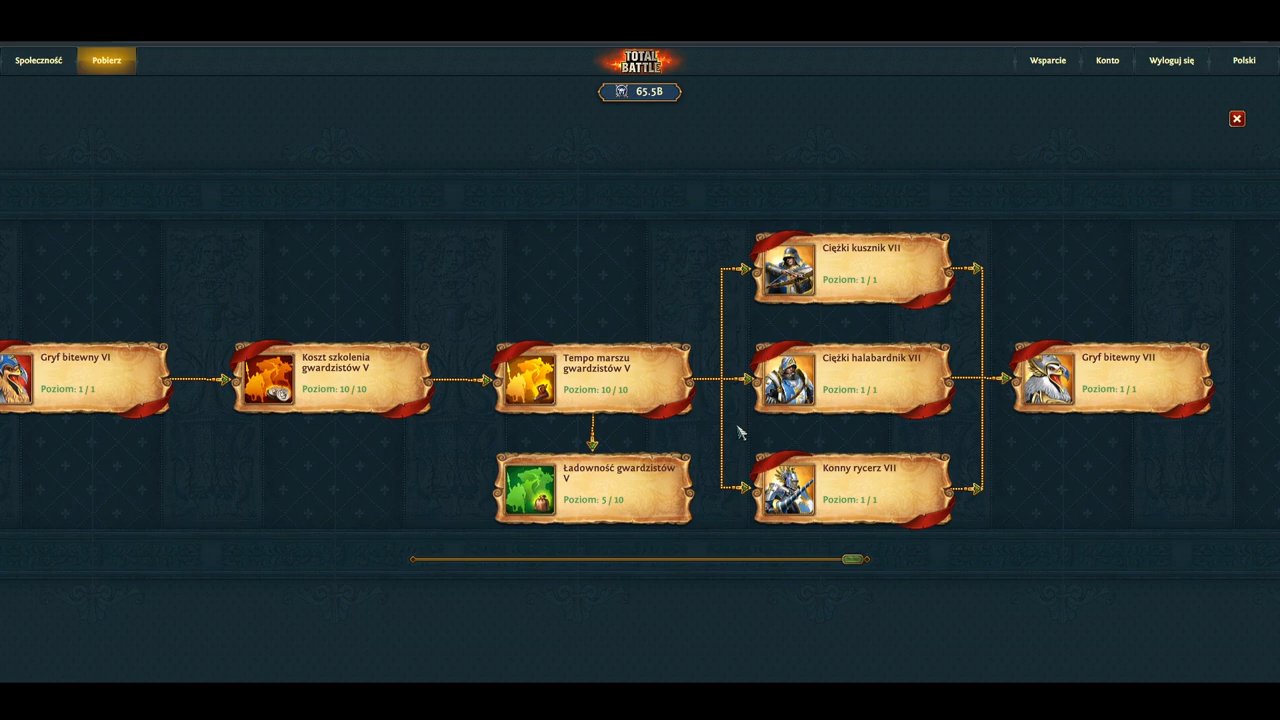 Społeczność
Pobierz
TOTAL
BATTLE
Wsparcie
Konto
Wyloguj się
Polski
65.5B
Gryf bitewny VI
Poziom: 1 / 1
Koszt szkolenia
gwardzistów V
Poziom: 10 / 10
Tempo marszu
gwardzistów V
Poziom: 10 / 10
Ładowność gwardzistów
V
Poziom: 5 / 10
Ciężki kusznik VII
Poziom: 1 / 1
Ciężki halabardnik VII
Poziom: 1 / 1
Konny rycerz VII
Poziom: 1 / 1
Gryf bitewny VII
Poziom: 1 / 1